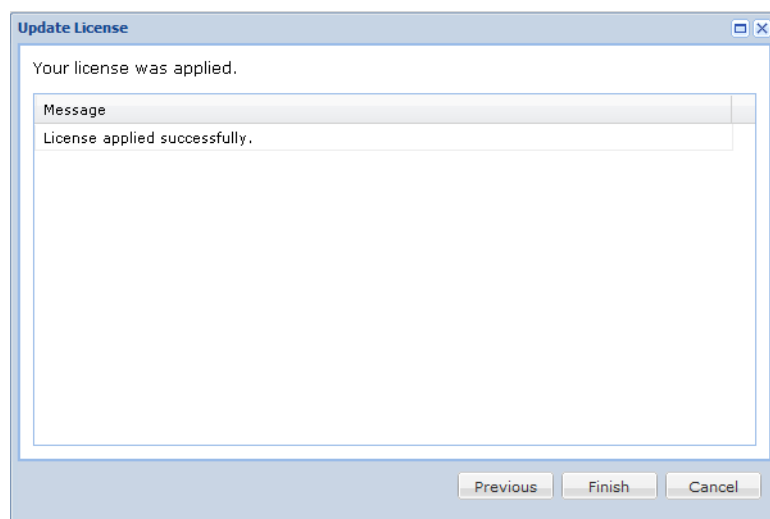 Update License
Your license was applied.
Message
License applied successfully.
Previous Finish Cancel